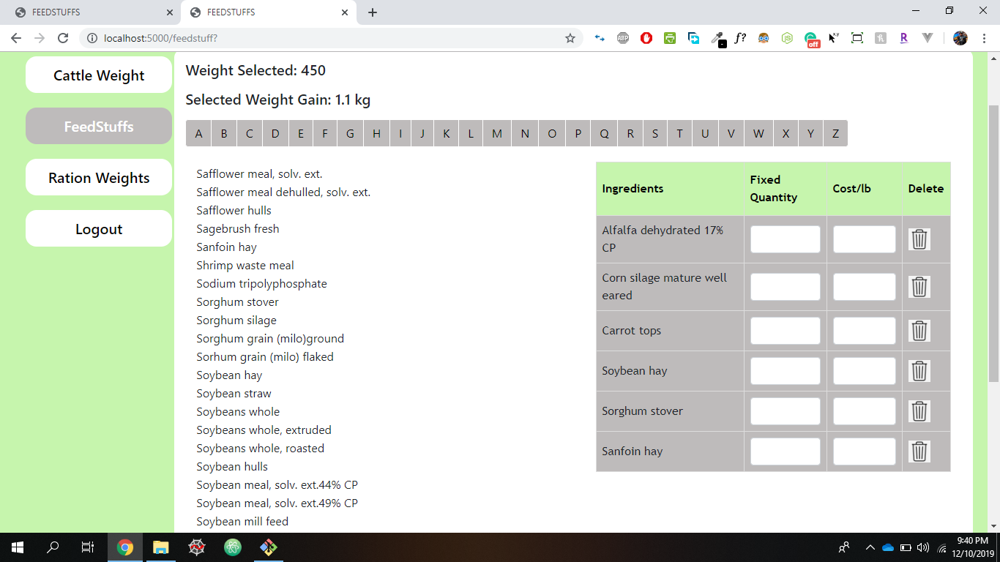 FEEDSTUFFS
FEEDSTUFFS
localhost:5000/feedstuff?
ABP
f?
off
R
Cattle Weight
FeedStuffs
Ration Weights
Logout
Weight Selected: 450
Selected Weight Gain: 1.1 kg
A B C D E F G H I J K L M N O P Q R S T U V W X Y Z
Safflower meal, solv. ext.
Safflower meal dehulled, solv. ext.
Safflower hulls
Sagebrush fresh
Sanfoin hay
Shrimp waste meal
Sodium tripolyphosphate
Sorghum stover
Sorghum silage
Sorghum grain (milo)ground
Sorhum grain (milo) flaked
Soybean hay
Soybean straw
Soybeans whole
Soybeans whole, extruded
Soybeans whole, roasted
Soybean hulls
Soybean meal, solv. ext.44% CP
Soybean meal, solv. ext.49% CP
Soybean mill feed
Ingredients Fixed Quantity Cost/lb Delete
Alfalfa dehydrated 17%
CP
Corn silage mature well
eared
Carrot tops
Soybean hay
Sorghum stover
Sanfoin hay
9:40 PM
12/10/2019